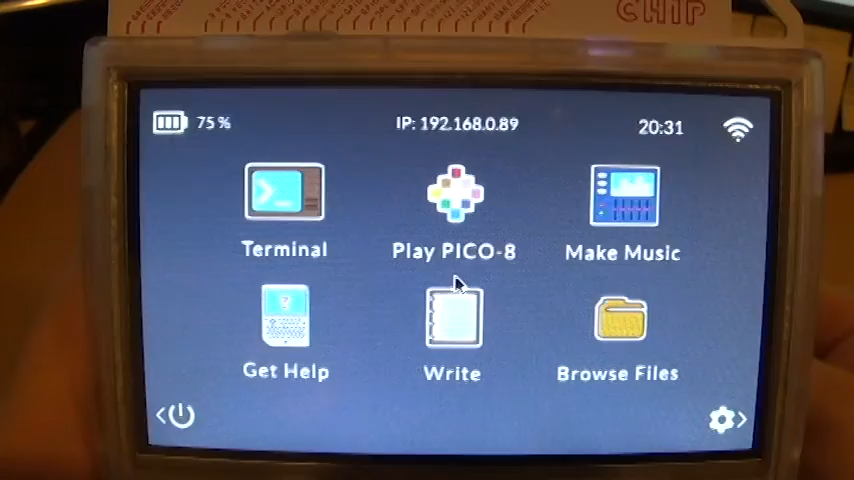 CHIP
75%
IP: 192.168.0.89
20:31
Terminal
Play PICO-8
Make Music
Get Help
Write
Browse Files